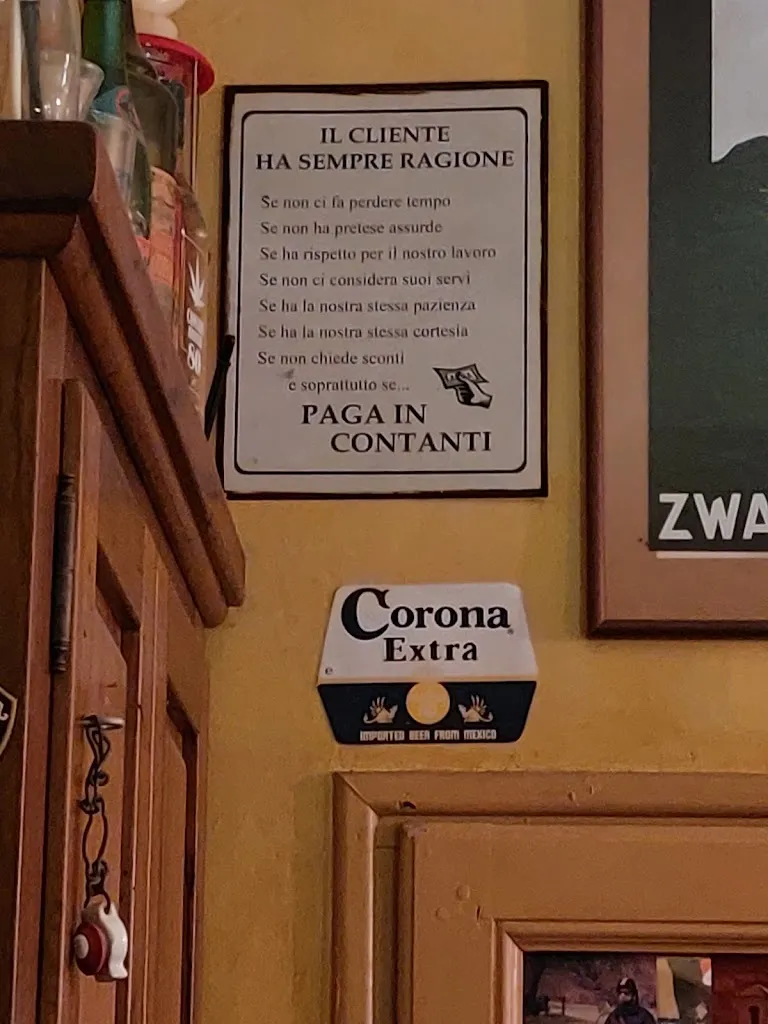 IL CLIENTE
HA SEMPRE RAGIONE
Se non ci fa perdere tempo
Se non ha pretese assurde
Se ha rispetto per il nostro lavoro
Se non ci considera suoi servi
Se ha la nostra stessa pazienza
Se ha la nostra stessa cortesia
Se non chiede sconti
e soprattutto se...
PAGA IN
CONTANTI
ZWA
Corona
Extra
IMPORTED BEER FROM MEXICO